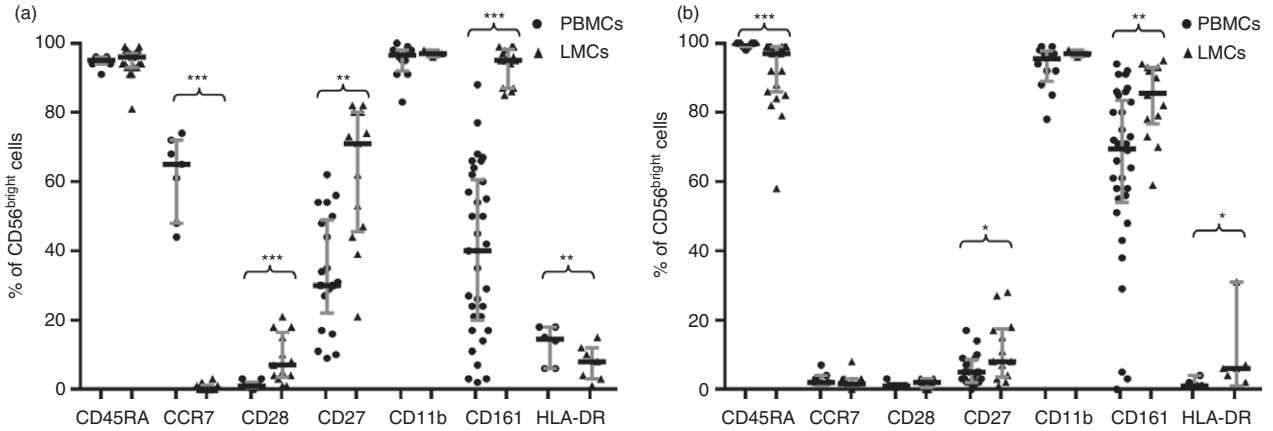 (a)
*** PBMCs
LMCs
100
80
60
40
20
0
% of CD56bright cells
***
***
**
**
CD45RA CCR7 CD28 CD27 CD11b CD161 HLA-DR
(b)
*** ** PBMCs
LMCs
100
80
60
40
20
0
% of CD56bright cells
*
*
CD45RA CCR7 CD28 CD27 CD11b CD161 HLA-DR